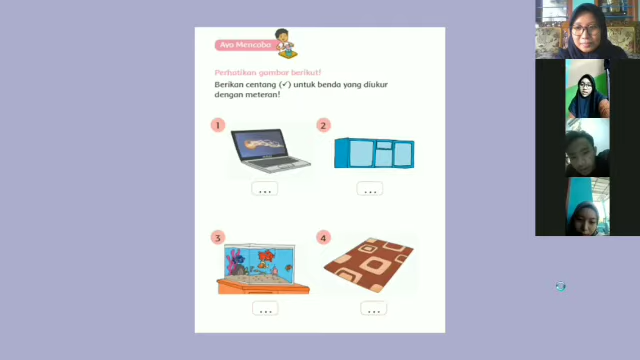 Ayo Mencoba
Perhatikan gambar berikut!
Berikan centang (✓) untuk benda yang diukur
dengan meteran!
1
2
...
...
3
4
...
...